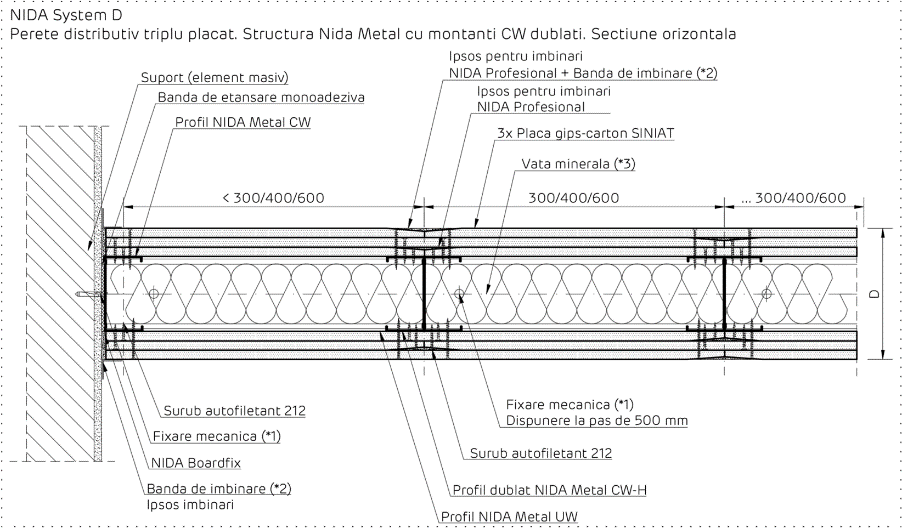 NIDA System D
Perete distributiv triplu placat. Structura Nida Metal cu montanti CW dublati. Sectiune orizontala
Ipsos pentru imbinari
NIDA Profesional + Banda de imbinare (*2)
Suport (element masiv)
Ipsos pentru imbinari
NIDA Profesional
Banda de etansare monoadeziva
Profil NIDA Metal CW
3x Placa gips-carton SINIAT
Vata minerala (*3)
< 300/400/600
300/400/600
... 300/400/600
D
Surub autofiletant 212
Fixare mecanica (*1)
NIDA Boardfix
Banda de imbinare (*2)
Ipsos imbinari
Fixare mecanica (*1)
Dispunere la pas de 500 mm
Surub autofiletant 212
Profil dublat NIDA Metal CW-H
Profil NIDA Metal UW